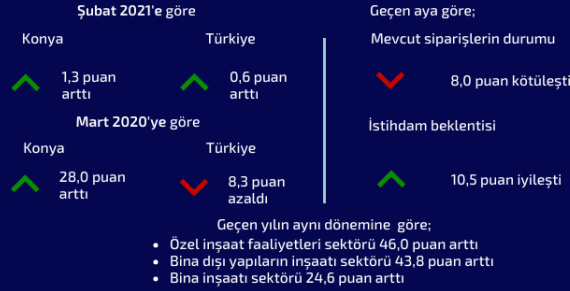 Şubat 2021'e göre
Konya
Türkiye
1,3 puan
arttı
0,6 puan
arttı
Mart 2020'ye göre
Konya
Türkiye
28,0 puan
arttı
8,3 puan
azaldı
Geçen aya göre;
Mevcut siparişlerin durumu
8,0 puan kötüleşti
İstihdam beklentisi
10,5 puan iyileşti
Geçen yılın aynı dönemine göre;
• Özel inşaat faaliyetleri sektörü 46,0 puan arttı
• Bina dışı yapıların inşaatı sektörü 43,8 puan arttı
• Bina inşaatı sektörü 24,6 puan arttı